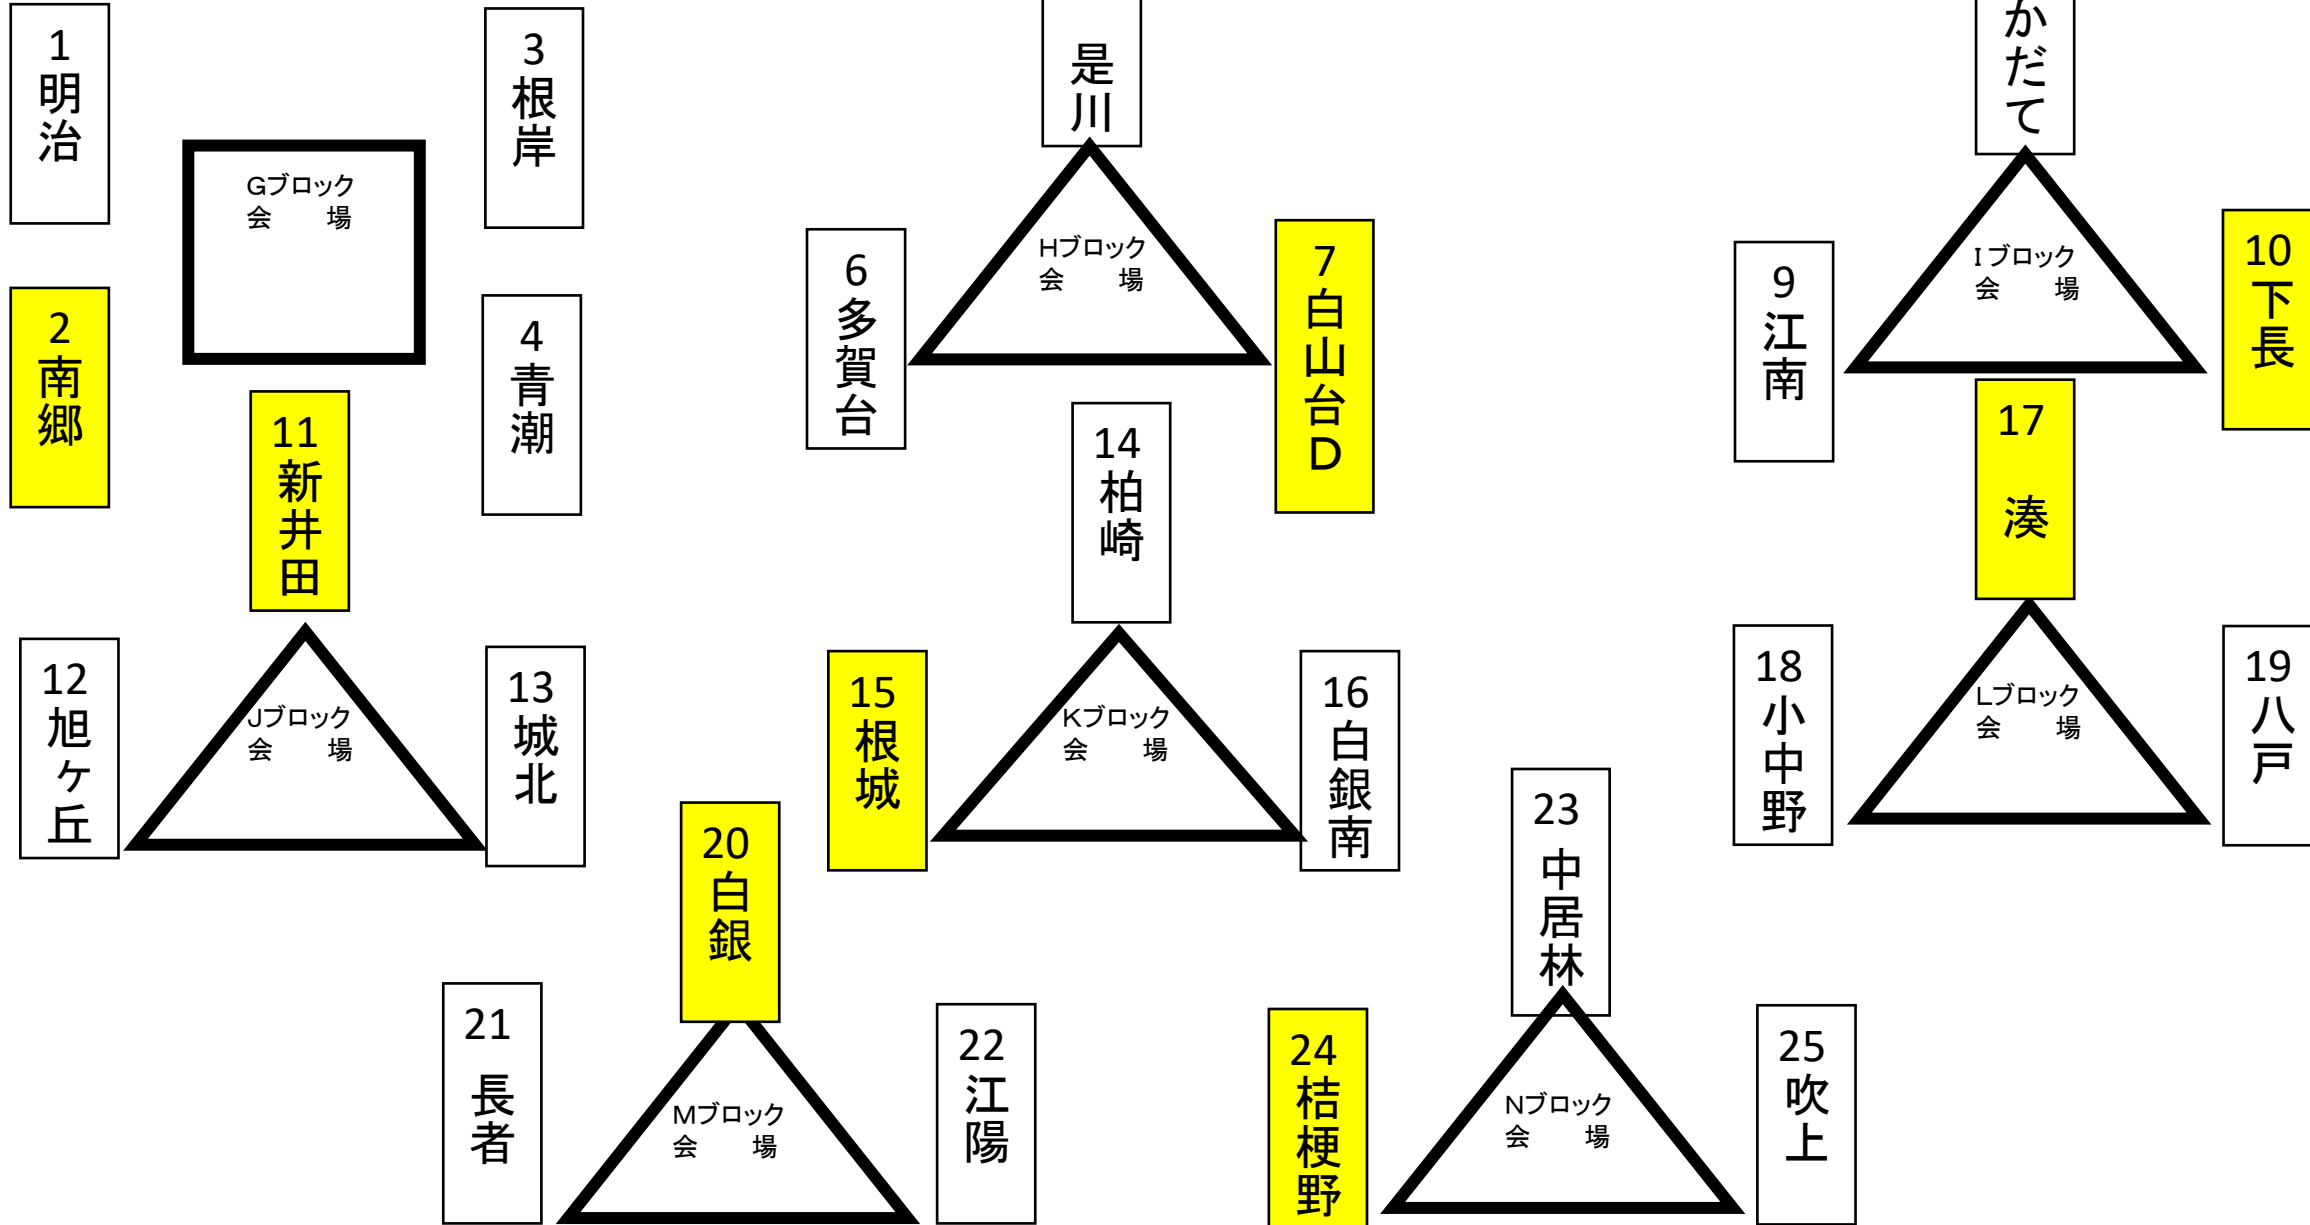 1
明治
3
根岸
是川
かだて
Gブロック
会　　場
Hブロック
会　　場
Iブロック
会　　場
2
南郷
4
青潮
6
多賀台
7
白山台D
9
江南
10
下長
11
新井田
14
柏崎
17
湊
12
旭ヶ丘
13
城北
Jブロック
会　　場
15
根城
16
白銀南
Kブロック
会　　場
18
小中野
19
八戸
Lブロック
会　　場
20
白銀
23
中居林
21
長者
22
江陽
Mブロック
会　　場
24
桔梗野
25
吹上
Nブロック
会　　場